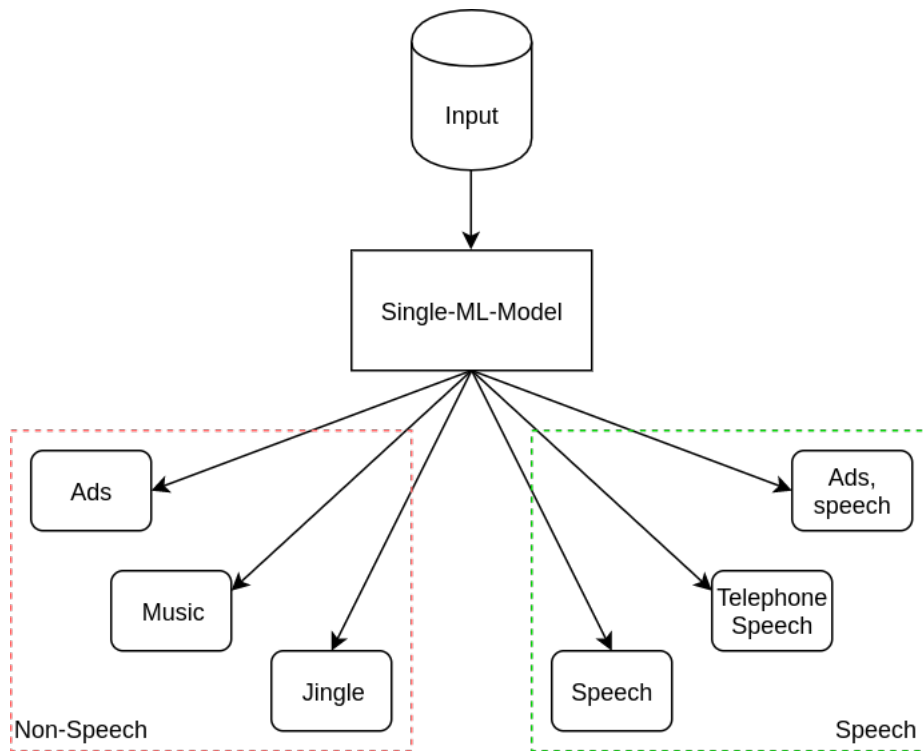 Input
Single-ML-Model
Ads
Ads,
speech
Music
Telephone
Speech
Jingle
Speech
Non-Speech
Speech